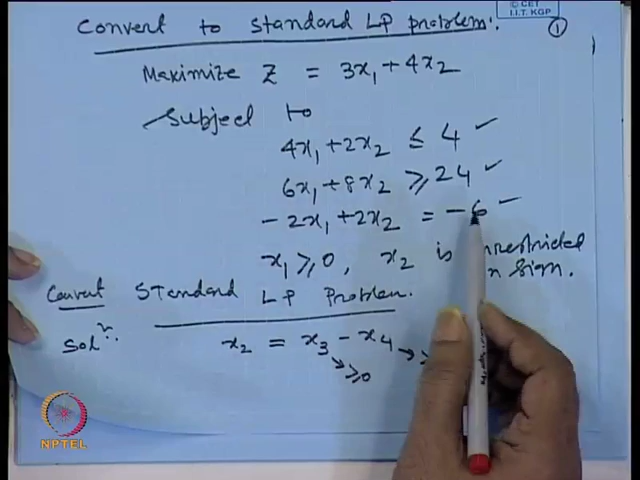 © CET
I.I.T. KGP
Convert to standard LP problem. ①
Maximize Z = 3x₁ + 4x₂
Subject to
4x₁ + 2x₂ ≤ 4 ✓
6x₁ + 8x₂ ≥ 24 ✓
- 2x₁ + 2x₂ = - 6 ✓
x₁ ≥ 0, x₂ is unrestricted
in sign.
Convert Standard LP Problem.
Solⁿ: x₂ = x₃ - x₄ → ≥
→ ≥ 0
NPTEL